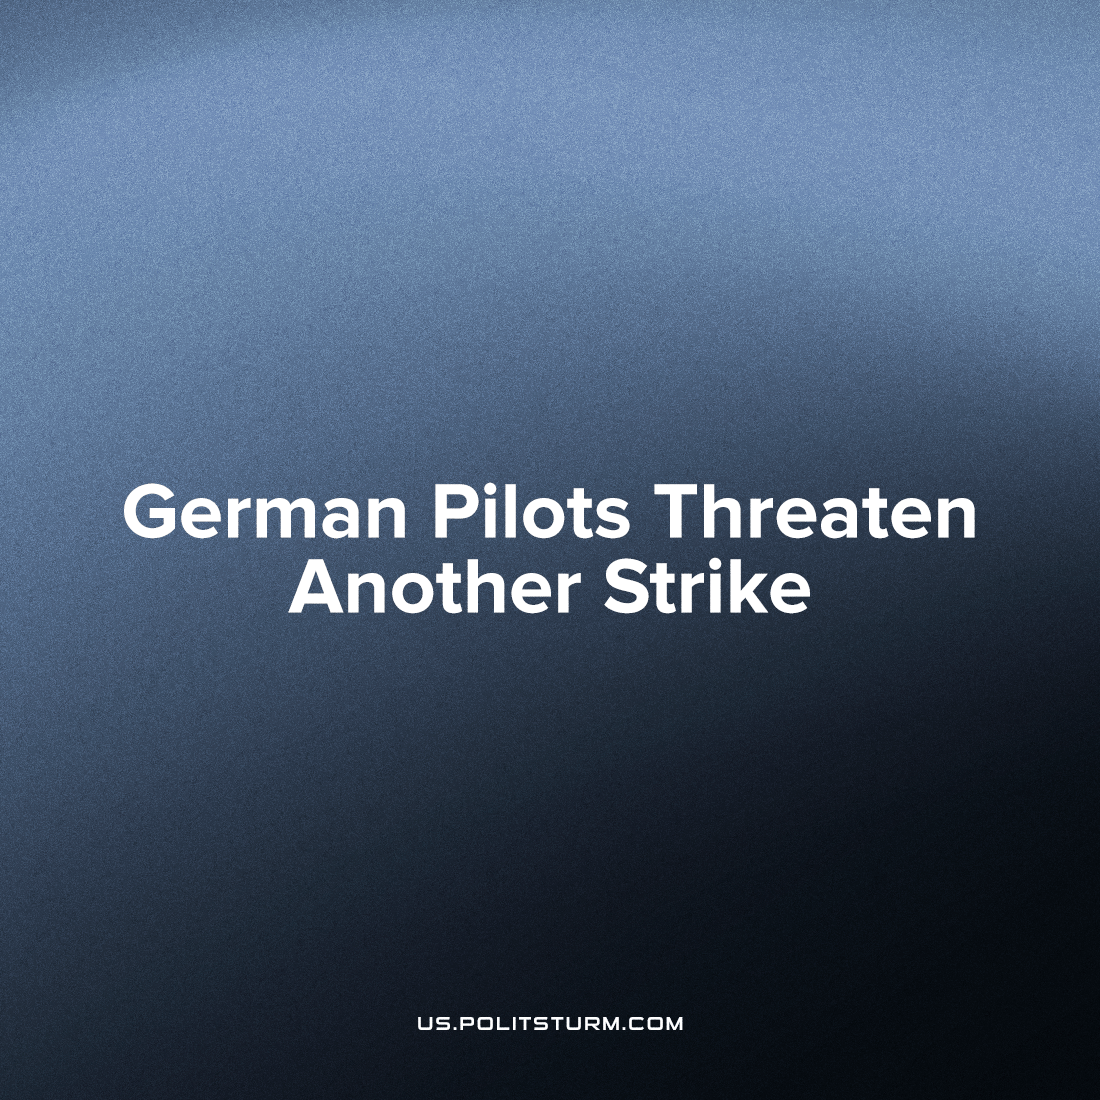 German Pilots Threaten
Another Strike
US.POLITSTURM.COM